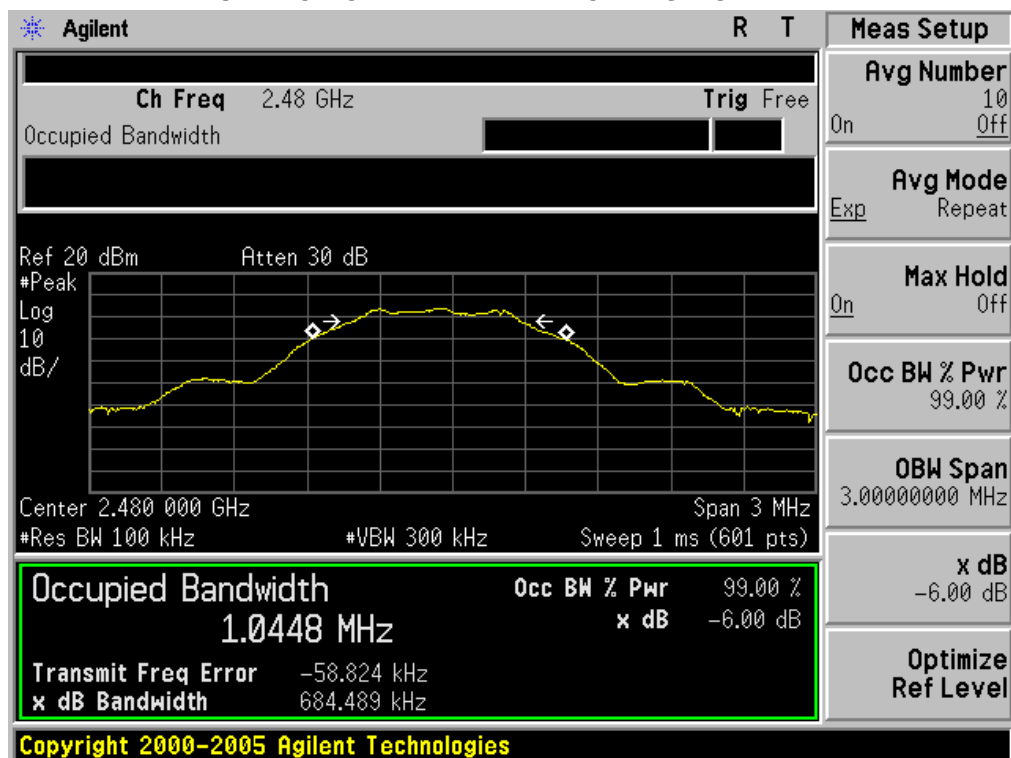 Agilent R T
Meas Setup
Ch Freq 2.48 GHz Trig Free
Occupied Bandwidth
Ref 20 dBm Atten 30 dB
#Peak
Log
10
dB/
Center 2.480 000 GHz Span 3 MHz
#Res BW 100 kHz #VBW 300 kHz Sweep 1 ms (601 pts)
Occupied Bandwidth Occ BW % Pwr 99.00 %
1.0448 MHz x dB -6.00 dB
Transmit Freq Error -58.824 kHz
x dB Bandwidth 684.489 kHz
Avg Number
10
On Off
Avg Mode
Exp Repeat
Max Hold
On Off
Occ BW % Pwr
99.00 %
OBW Span
3.00000000 MHz
x dB
-6.00 dB
Optimize
Ref Level
Copyright 2000-2005 Agilent Technologies